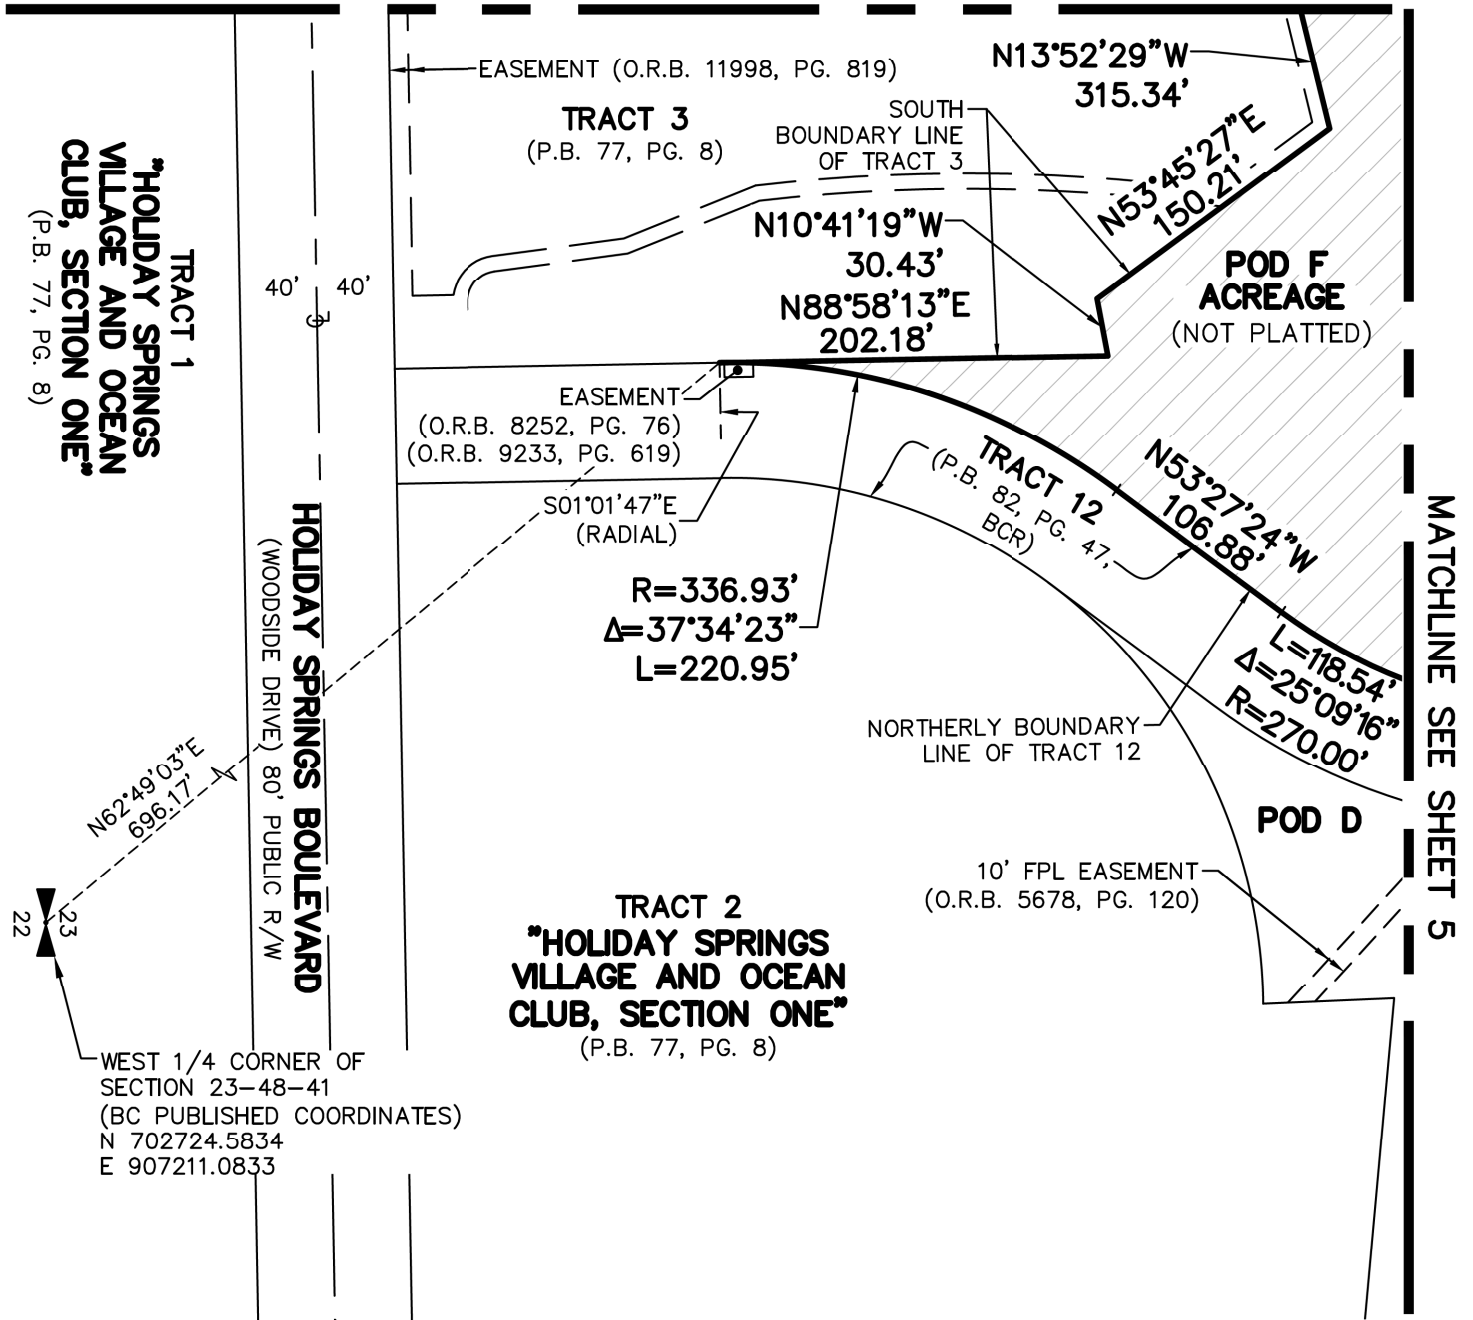 EASEMENT (O.R.B. 11998, PG. 819)
TRACT 3
(P.B. 77, PG. 8)
SOUTH
BOUNDARY LINE
OF TRACT 3
N13°52'29"W
315.34'
N53°45'27"E
150.21'
N10°41'19"W
30.43'
N88°58'13"E
202.18'
POD F
ACREAGE
(NOT PLATTED)
TRACT 1
"HOLIDAY SPRINGS
VILLAGE AND OCEAN
CLUB, SECTION ONE"
(P.B. 77, PG. 8)
40' 40'
EASEMENT
(O.R.B. 8252, PG. 76)
(O.R.B. 9233, PG. 619)
S01°01'47"E
(RADIAL)
TRACT 12
(P.B. 82, PG. 47,
BCR)
N53°27'24"W
106.88'
R=336.93'
Δ=37°34'23"
L=220.95'
L=118.54'
Δ=25°09'16"
R=270.00'
NORTHERLY BOUNDARY
LINE OF TRACT 12
POD D
10' FPL EASEMENT
(O.R.B. 5678, PG. 120)
MATCHLINE SEE SHEET 5
HOLIDAY SPRINGS BOULEVARD
(WOODSIDE DRIVE) 80' PUBLIC R/W
N62°49'03"E
696.17'
23
22
TRACT 2
"HOLIDAY SPRINGS
VILLAGE AND OCEAN
CLUB, SECTION ONE"
(P.B. 77, PG. 8)
WEST 1/4 CORNER OF
SECTION 23-48-41
(BC PUBLISHED COORDINATES)
N 702724.5834
E 907211.0833